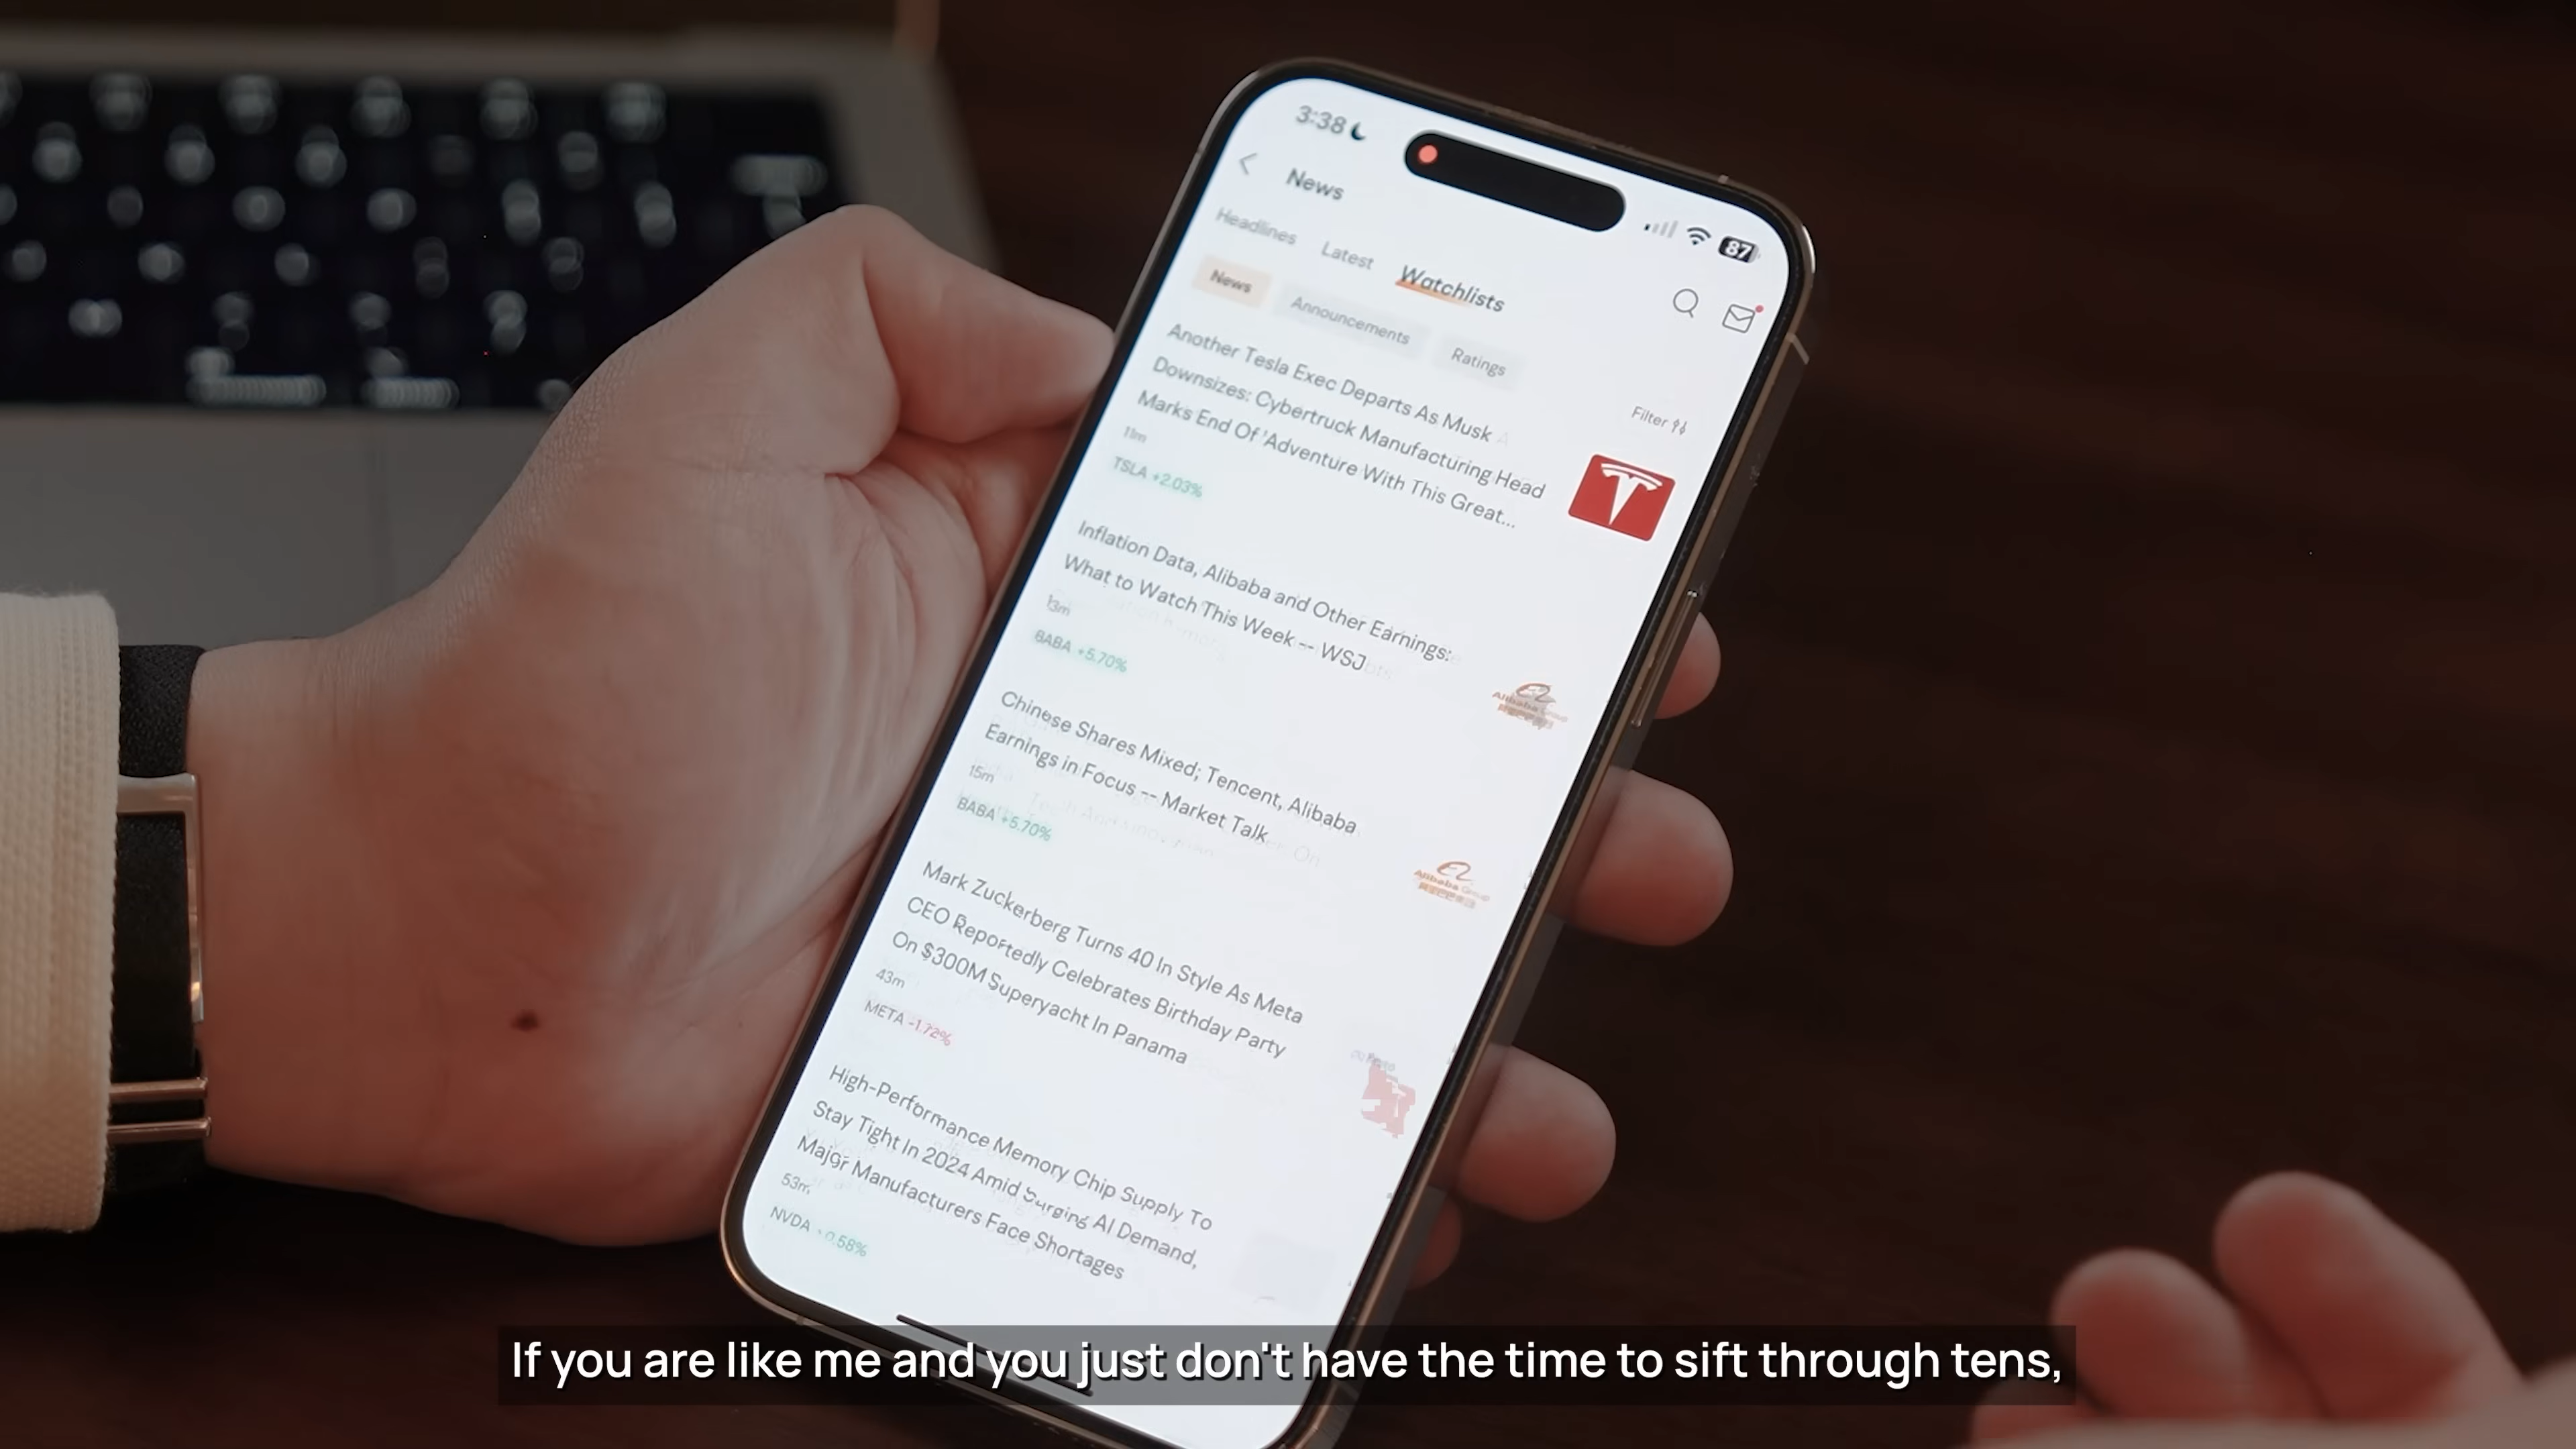 3:38
87
News
Headlines
Latest
Watchlists
News
Announcements
Ratings
Filter
Another Tesla Exec Departs As Musk
Downsizes: Cybertruck Manufacturing Head
Marks End Of 'Adventure With This Great...
11m
TSLA +2.03%
Inflation Data, Alibaba and Other Earnings:
What to Watch This Week -- WSJ
13m
BABA +5.70%
Alibaba Group
Chinese Shares Mixed; Tencent, Alibaba
Earnings in Focus -- Market Talk
15m
BABA +5.70%
Alibaba Group
Mark Zuckerberg Turns 40 In Style As Meta
CEO Reportedly Celebrates Birthday Party
On $300M Superyacht In Panama
43m
META -1.72%
High-Performance Memory Chip Supply To
Stay Tight In 2024 Amid Surging AI Demand,
Major Manufacturers Face Shortages
53m
NVDA 0.58%
If you are like me and you just don't have the time to sift through tens,